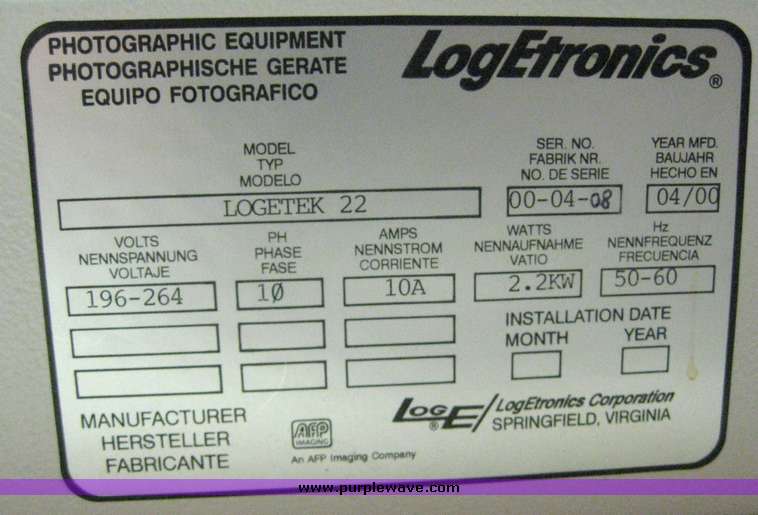 PHOTOGRAPHIC EQUIPMENT
PHOTOGRAPHISCHE GERATE
EQUIPO FOTOGRAFICO
LogEtronics®
MODEL
TYP
MODELO
LOGETEK 22
SER. NO.
FABRIK NR.
NO. DE SERIE
00-04-08
YEAR MFD.
BAUJAHR
HECHO EN
04/00
VOLTS
NENNSPANNUNG
VOLTAJE
196-264
PH
PHASE
FASE
1Ø
AMPS
NENNSTROM
CORRIENTE
10A
WATTS
NENNAUFNAHME
VATIO
2.2KW
Hz
NENNFREQUENZ
FRECUENCIA
50-60
INSTALLATION DATE
MONTH YEAR
MANUFACTURER
HERSTELLER
FABRICANTE
AFP
IMAGING
An AFP Imaging Company
LOGE®
LogEtronics Corporation
SPRINGFIELD, VIRGINIA
www.purplewave.com